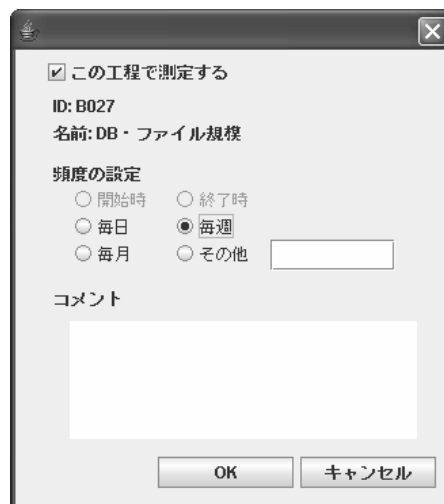 この工程で測定する
ID: B027
名前: DB・ファイル規模
頻度の設定
開始時 終了時
毎日 毎週
毎月 その他
コメント
OK キャンセル